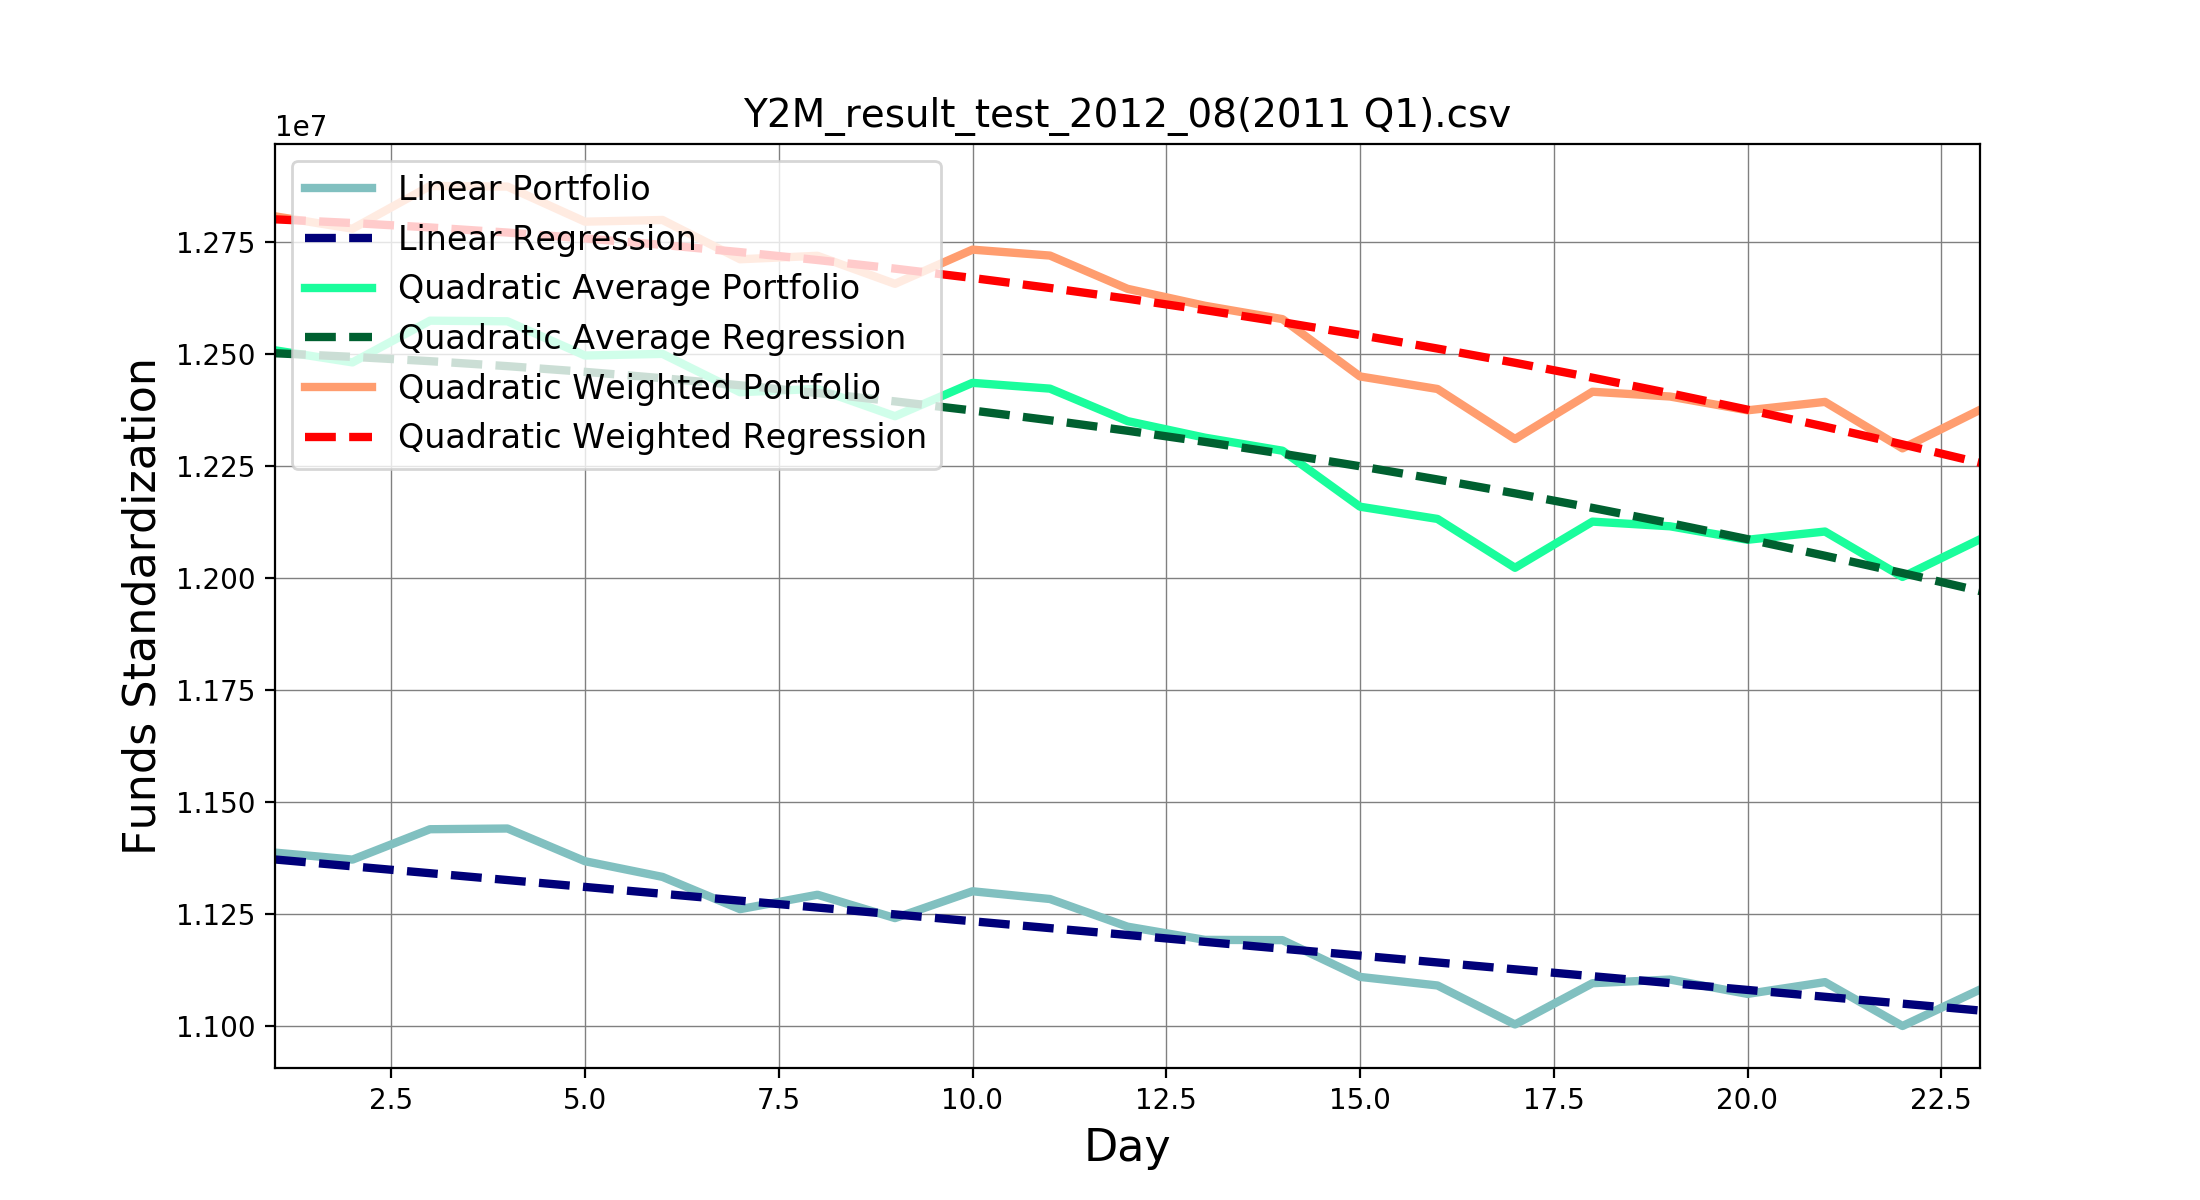 Y2M_result_test_2012_08(2011 Q1).csv
1e7
Linear Portfolio
Linear Regression
Quadratic Average Portfolio
Quadratic Average Regression
Quadratic Weighted Portfolio
Quadratic Weighted Regression
1.275
1.250
1.225
1.200
1.175
1.150
1.125
1.100
Funds Standardization
2.5 5.0 7.5 10.0 12.5 15.0 17.5 20.0 22.5
Day